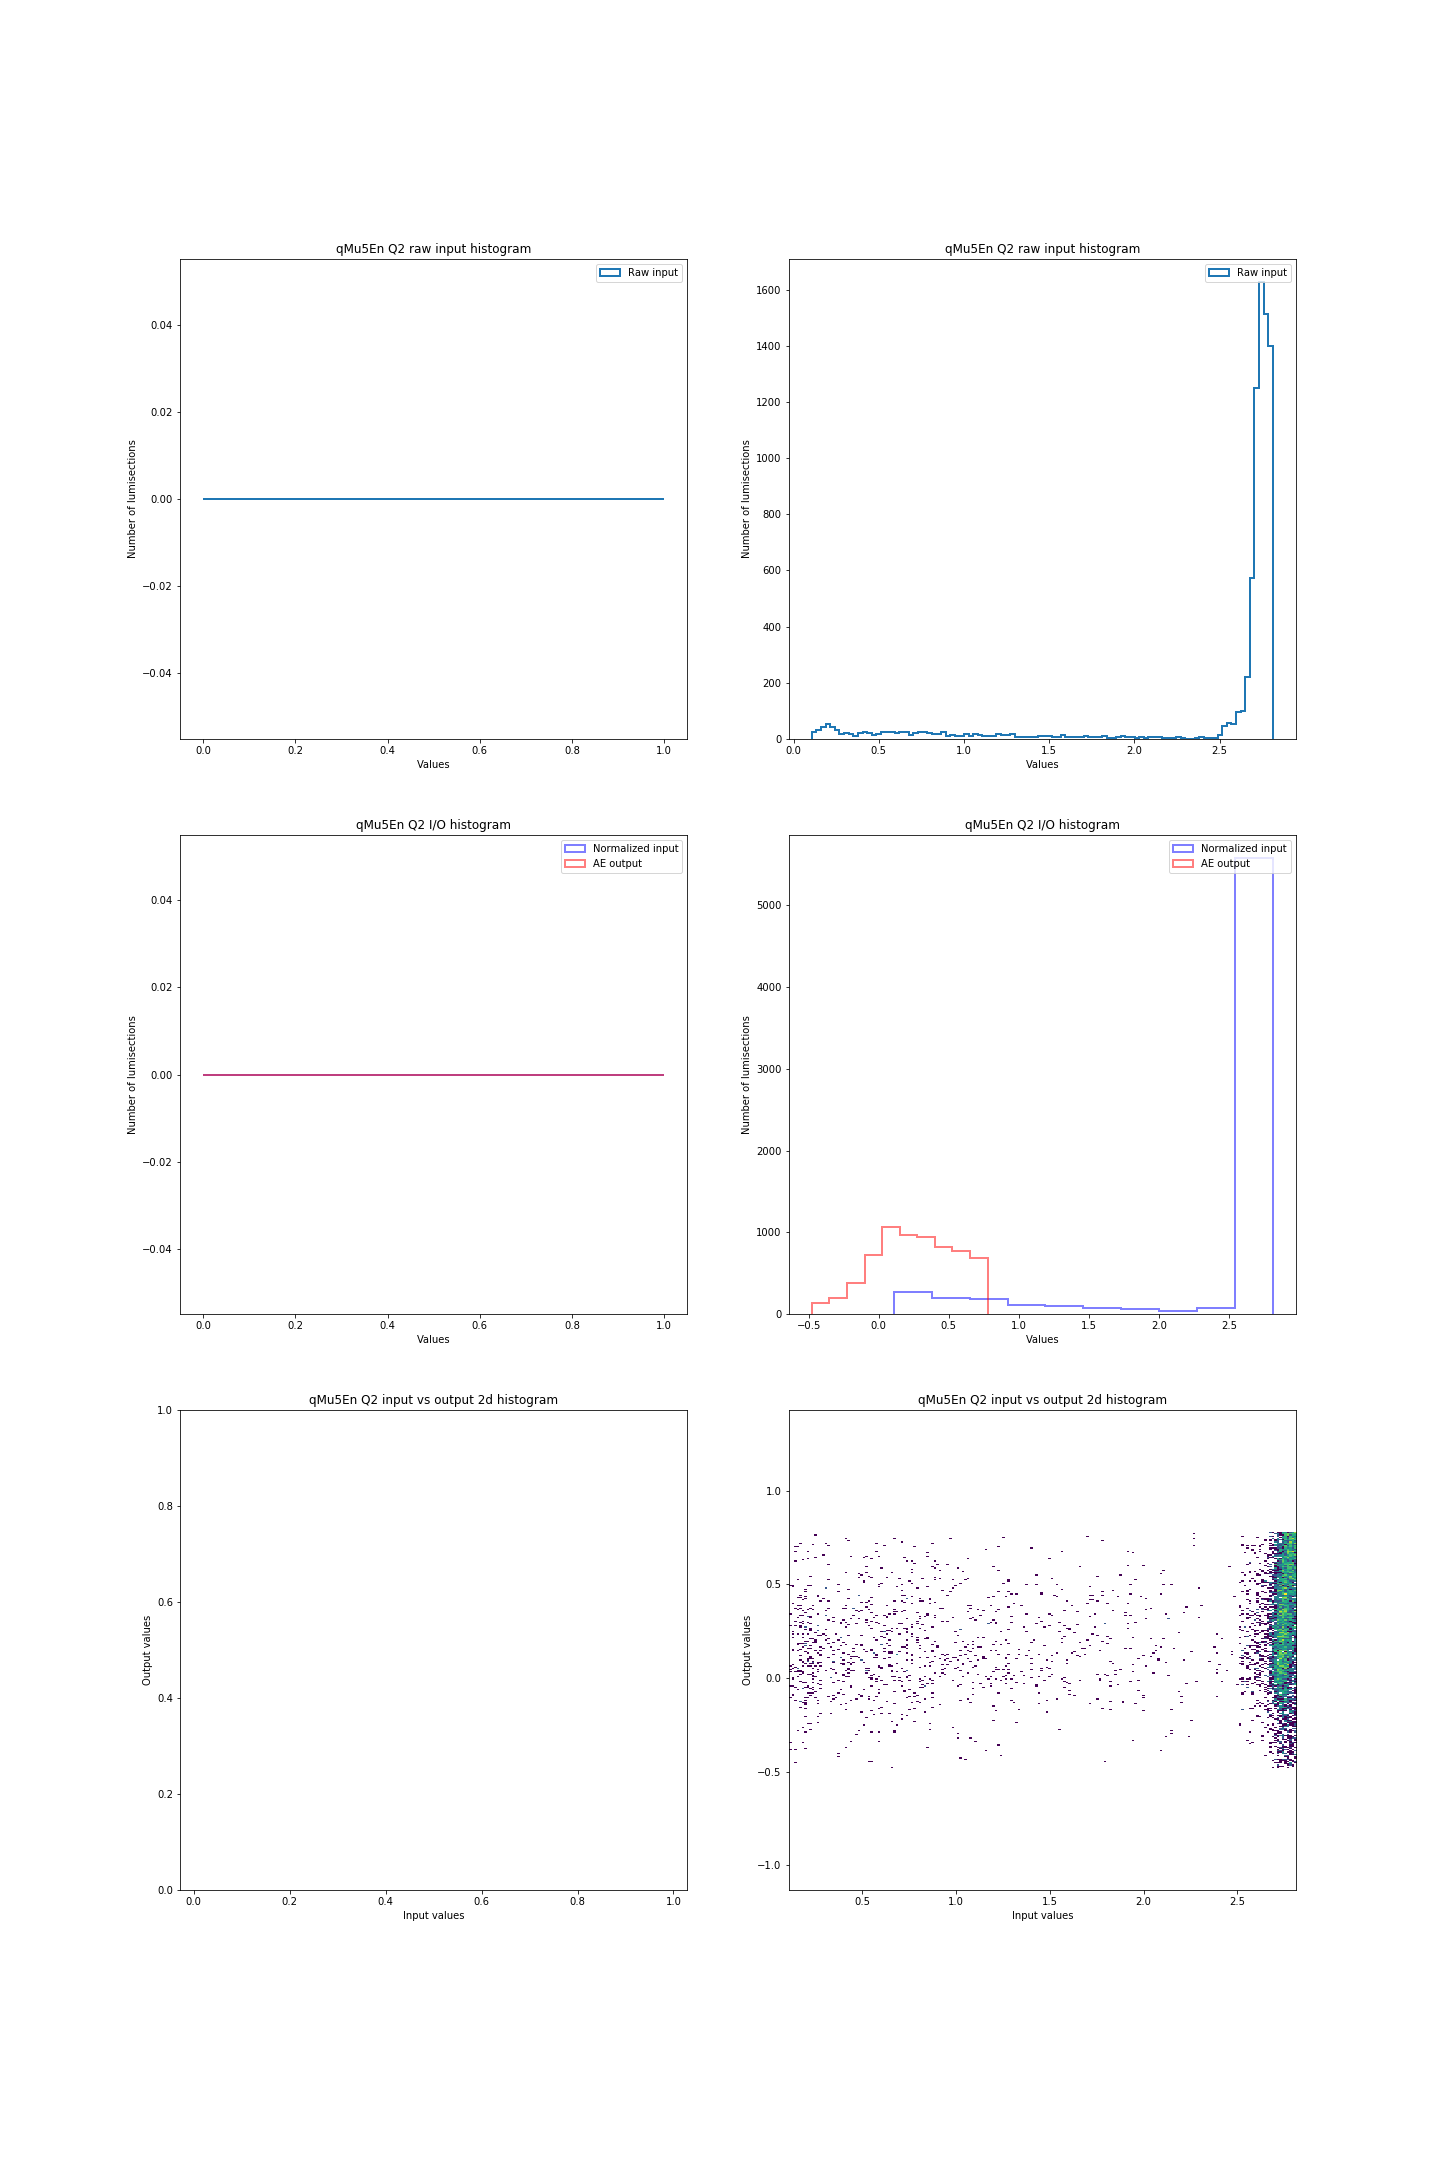 qMu5En Q2 raw input histogram
Raw input
0.04
0.02
0.00
−0.02
−0.04
Number of lumisections
0.0 0.2 0.4 0.6 0.8 1.0
Values
qMu5En Q2 raw input histogram
Raw input
1600
1400
1200
1000
800
600
400
200
0
Number of lumisections
0.0 0.5 1.0 1.5 2.0 2.5
Values
qMu5En Q2 I/O histogram
Normalized input
AE output
0.04
0.02
0.00
−0.02
−0.04
Number of lumisections
0.0 0.2 0.4 0.6 0.8 1.0
Values
qMu5En Q2 I/O histogram
Normalized input
AE output
5000
4000
3000
2000
1000
0
Number of lumisections
−0.5 0.0 0.5 1.0 1.5 2.0 2.5
Values
qMu5En Q2 input vs output 2d histogram
1.0
0.8
0.6
0.4
0.2
0.0
Output values
0.0 0.2 0.4 0.6 0.8 1.0
Input values
qMu5En Q2 input vs output 2d histogram
1.0
0.5
0.0
−0.5
−1.0
Output values
0.5 1.0 1.5 2.0 2.5
Input values